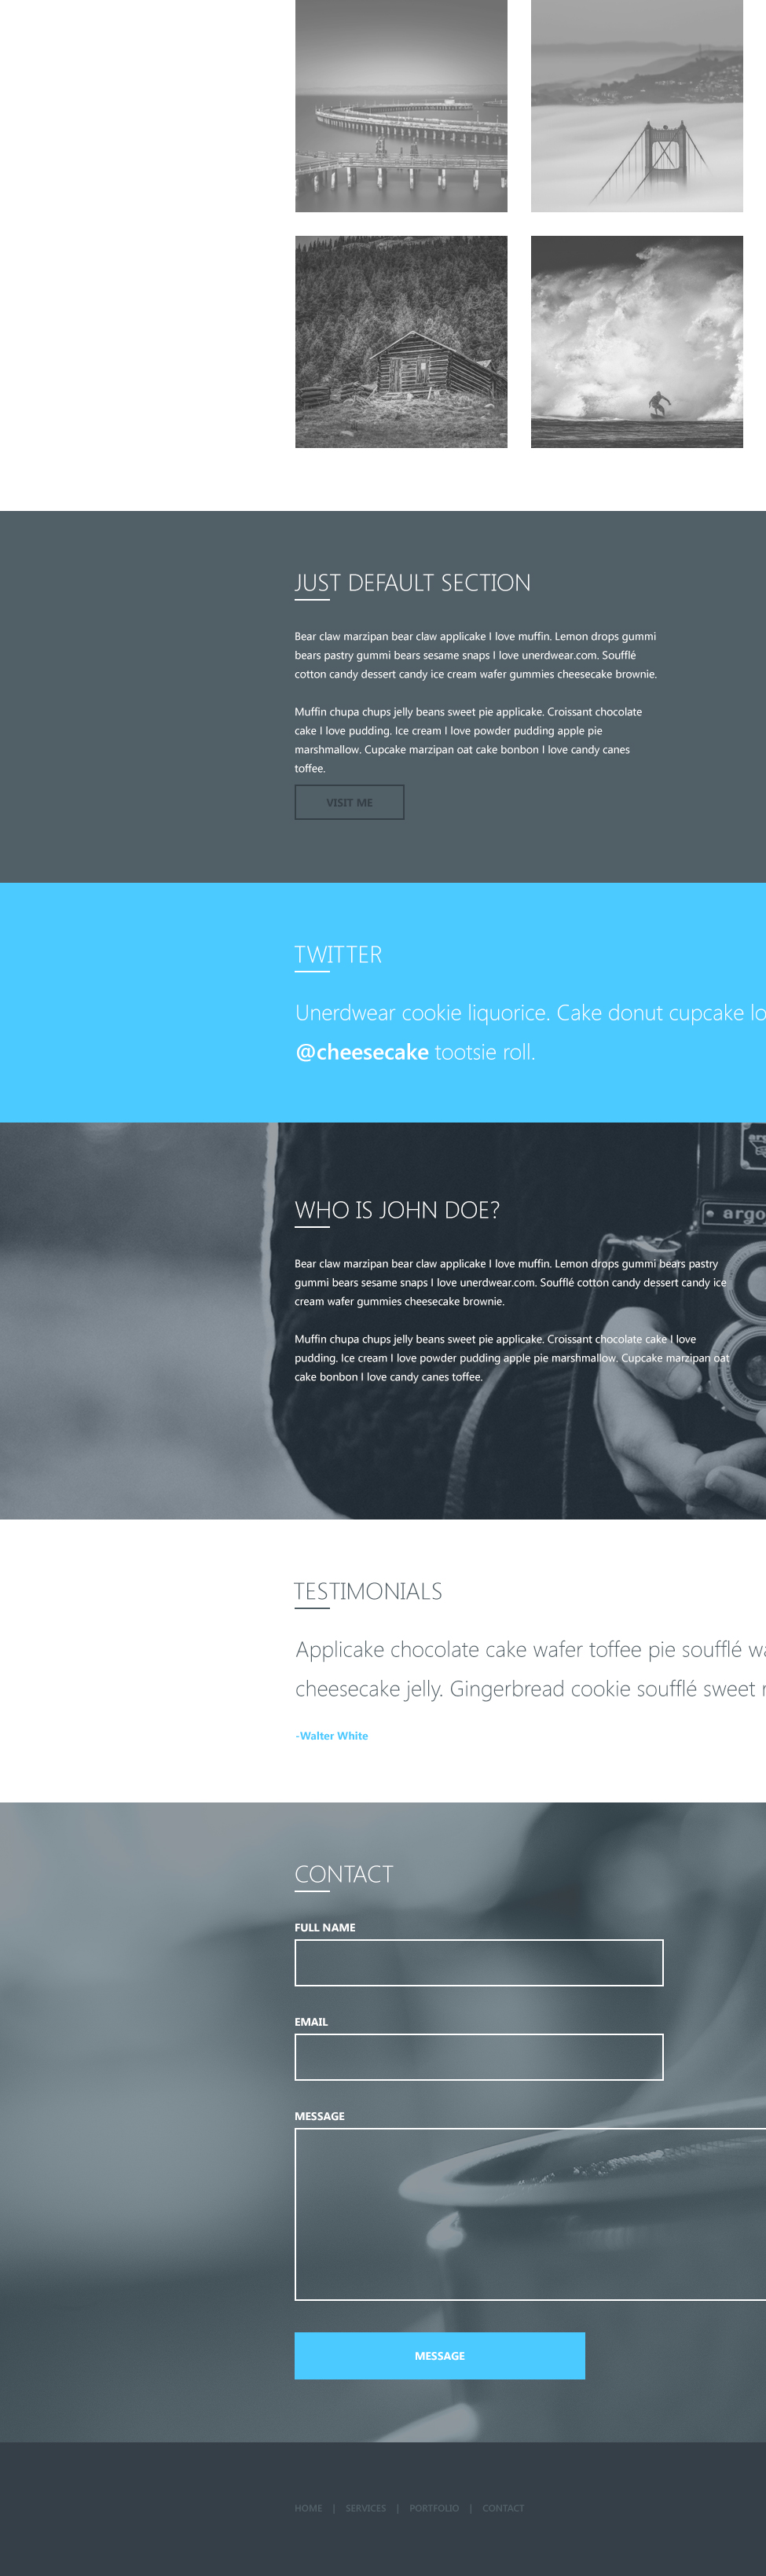 JUST DEFAULT SECTION
Bear claw marzipan bear claw applicake I love muffin. Lemon drops gummi
bears pastry gummi bears sesame snaps I love unerdwear.com. Soufflé
cotton candy dessert candy ice cream wafer gummies cheesecake brownie.
Muffin chupa chups jelly beans sweet pie applicake. Croissant chocolate
cake I love pudding. Ice cream I love powder pudding apple pie
marshmallow. Cupcake marzipan oat cake bonbon I love candy canes
toffee.
VISIT ME
TWITTER
Unerdwear cookie liquorice. Cake donut cupcake lo
@cheesecake tootsie roll.
argo
WHO IS JOHN DOE?
Bear claw marzipan bear claw applicake I love muffin. Lemon drops gummi bears pastry
gummi bears sesame snaps I love unerdwear.com. Soufflé cotton candy dessert candy ice
cream wafer gummies cheesecake brownie.
Muffin chupa chups jelly beans sweet pie applicake. Croissant chocolate cake I love
pudding. Ice cream I love powder pudding apple pie marshmallow. Cupcake marzipan oat
cake bonbon I love candy canes toffee.
TESTIMONIALS
Applicake chocolate cake wafer toffee pie soufflé wa
cheesecake jelly. Gingerbread cookie soufflé sweet
-Walter White
CONTACT
FULL NAME
EMAIL
MESSAGE
MESSAGE
HOME | SERVICES | PORTFOLIO | CONTACT